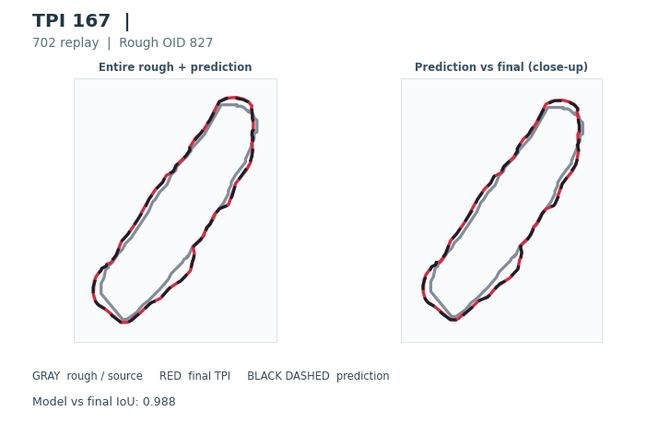 TPI 167 |
702 replay | Rough OID 827
Entire rough + prediction
Prediction vs final (close-up)
GRAY rough / source RED final TPI BLACK DASHED prediction
Model vs final IoU: 0.988